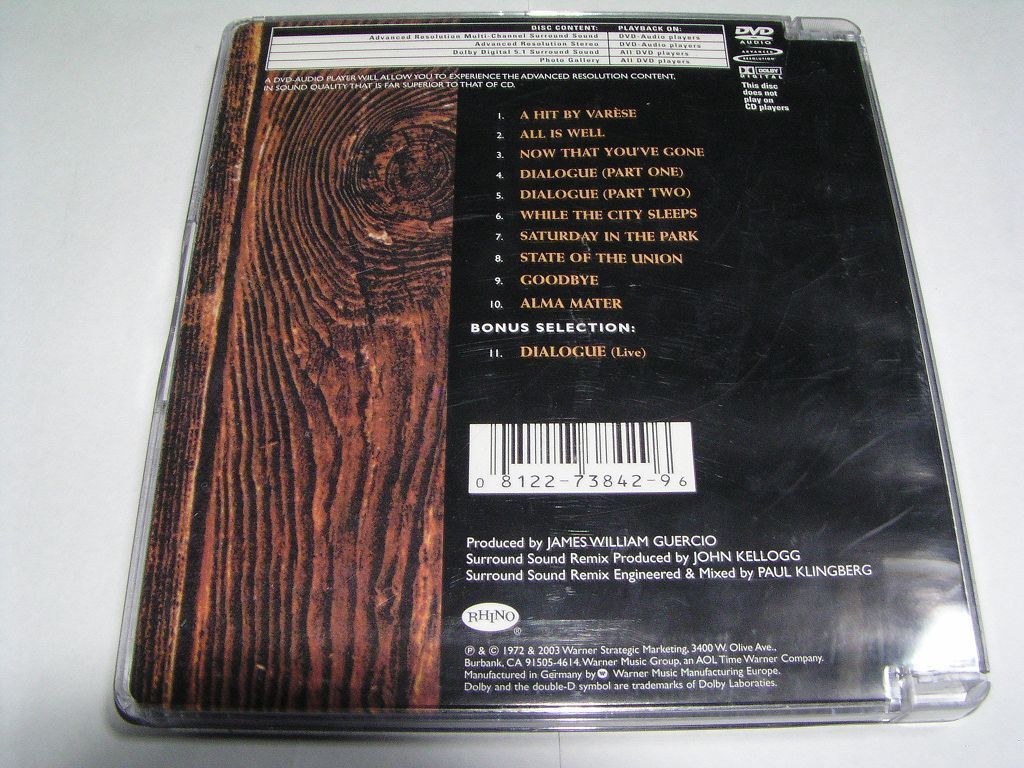 DISC CONTENT: PLAYBACK ON:
Advanced Resolution Multi-Channel Surround Sound DVD-Audio players
Advanced Resolution Stereo DVD-Audio players
Dolby Digital 5.1 Surround Sound All DVD players
Photo Gallery All DVD players
A DVD-AUDIO PLAYER WILL ALLOW YOU TO EXPERIENCE THE ADVANCED RESOLUTION CONTENT,
IN SOUND QUALITY THAT IS FAR SUPERIOR TO THAT OF CD.
DVD
AUDIO
ADVANCED
RESOLUTION
DOLBY
DIGITAL
This disc
does not
play on
CD players
1. A HIT BY VARÈSE
2. ALL IS WELL
3. NOW THAT YOU'VE GONE
4. DIALOGUE (PART ONE)
5. DIALOGUE (PART TWO)
6. WHILE THE CITY SLEEPS
7. SATURDAY IN THE PARK
8. STATE OF THE UNION
9. GOODBYE
10. ALMA MATER
BONUS SELECTION:
11. DIALOGUE (Live)
0 81227-3842-9 6
Produced by JAMES WILLIAM GUERCIO
Surround Sound Remix Produced by JOHN KELLOGG
Surround Sound Remix Engineered & Mixed by PAUL KLINGBERG
RHINO ®
℗ & © 1972 & 2003 Warner Strategic Marketing, 3400 W. Olive Ave.,
Burbank, CA 91505-4614. Warner Music Group, an AOL Time Warner Company.
Manufactured in Germany by Warner Music Manufacturing Europe.
Dolby and the double-D symbol are trademarks of Dolby Laboraties.